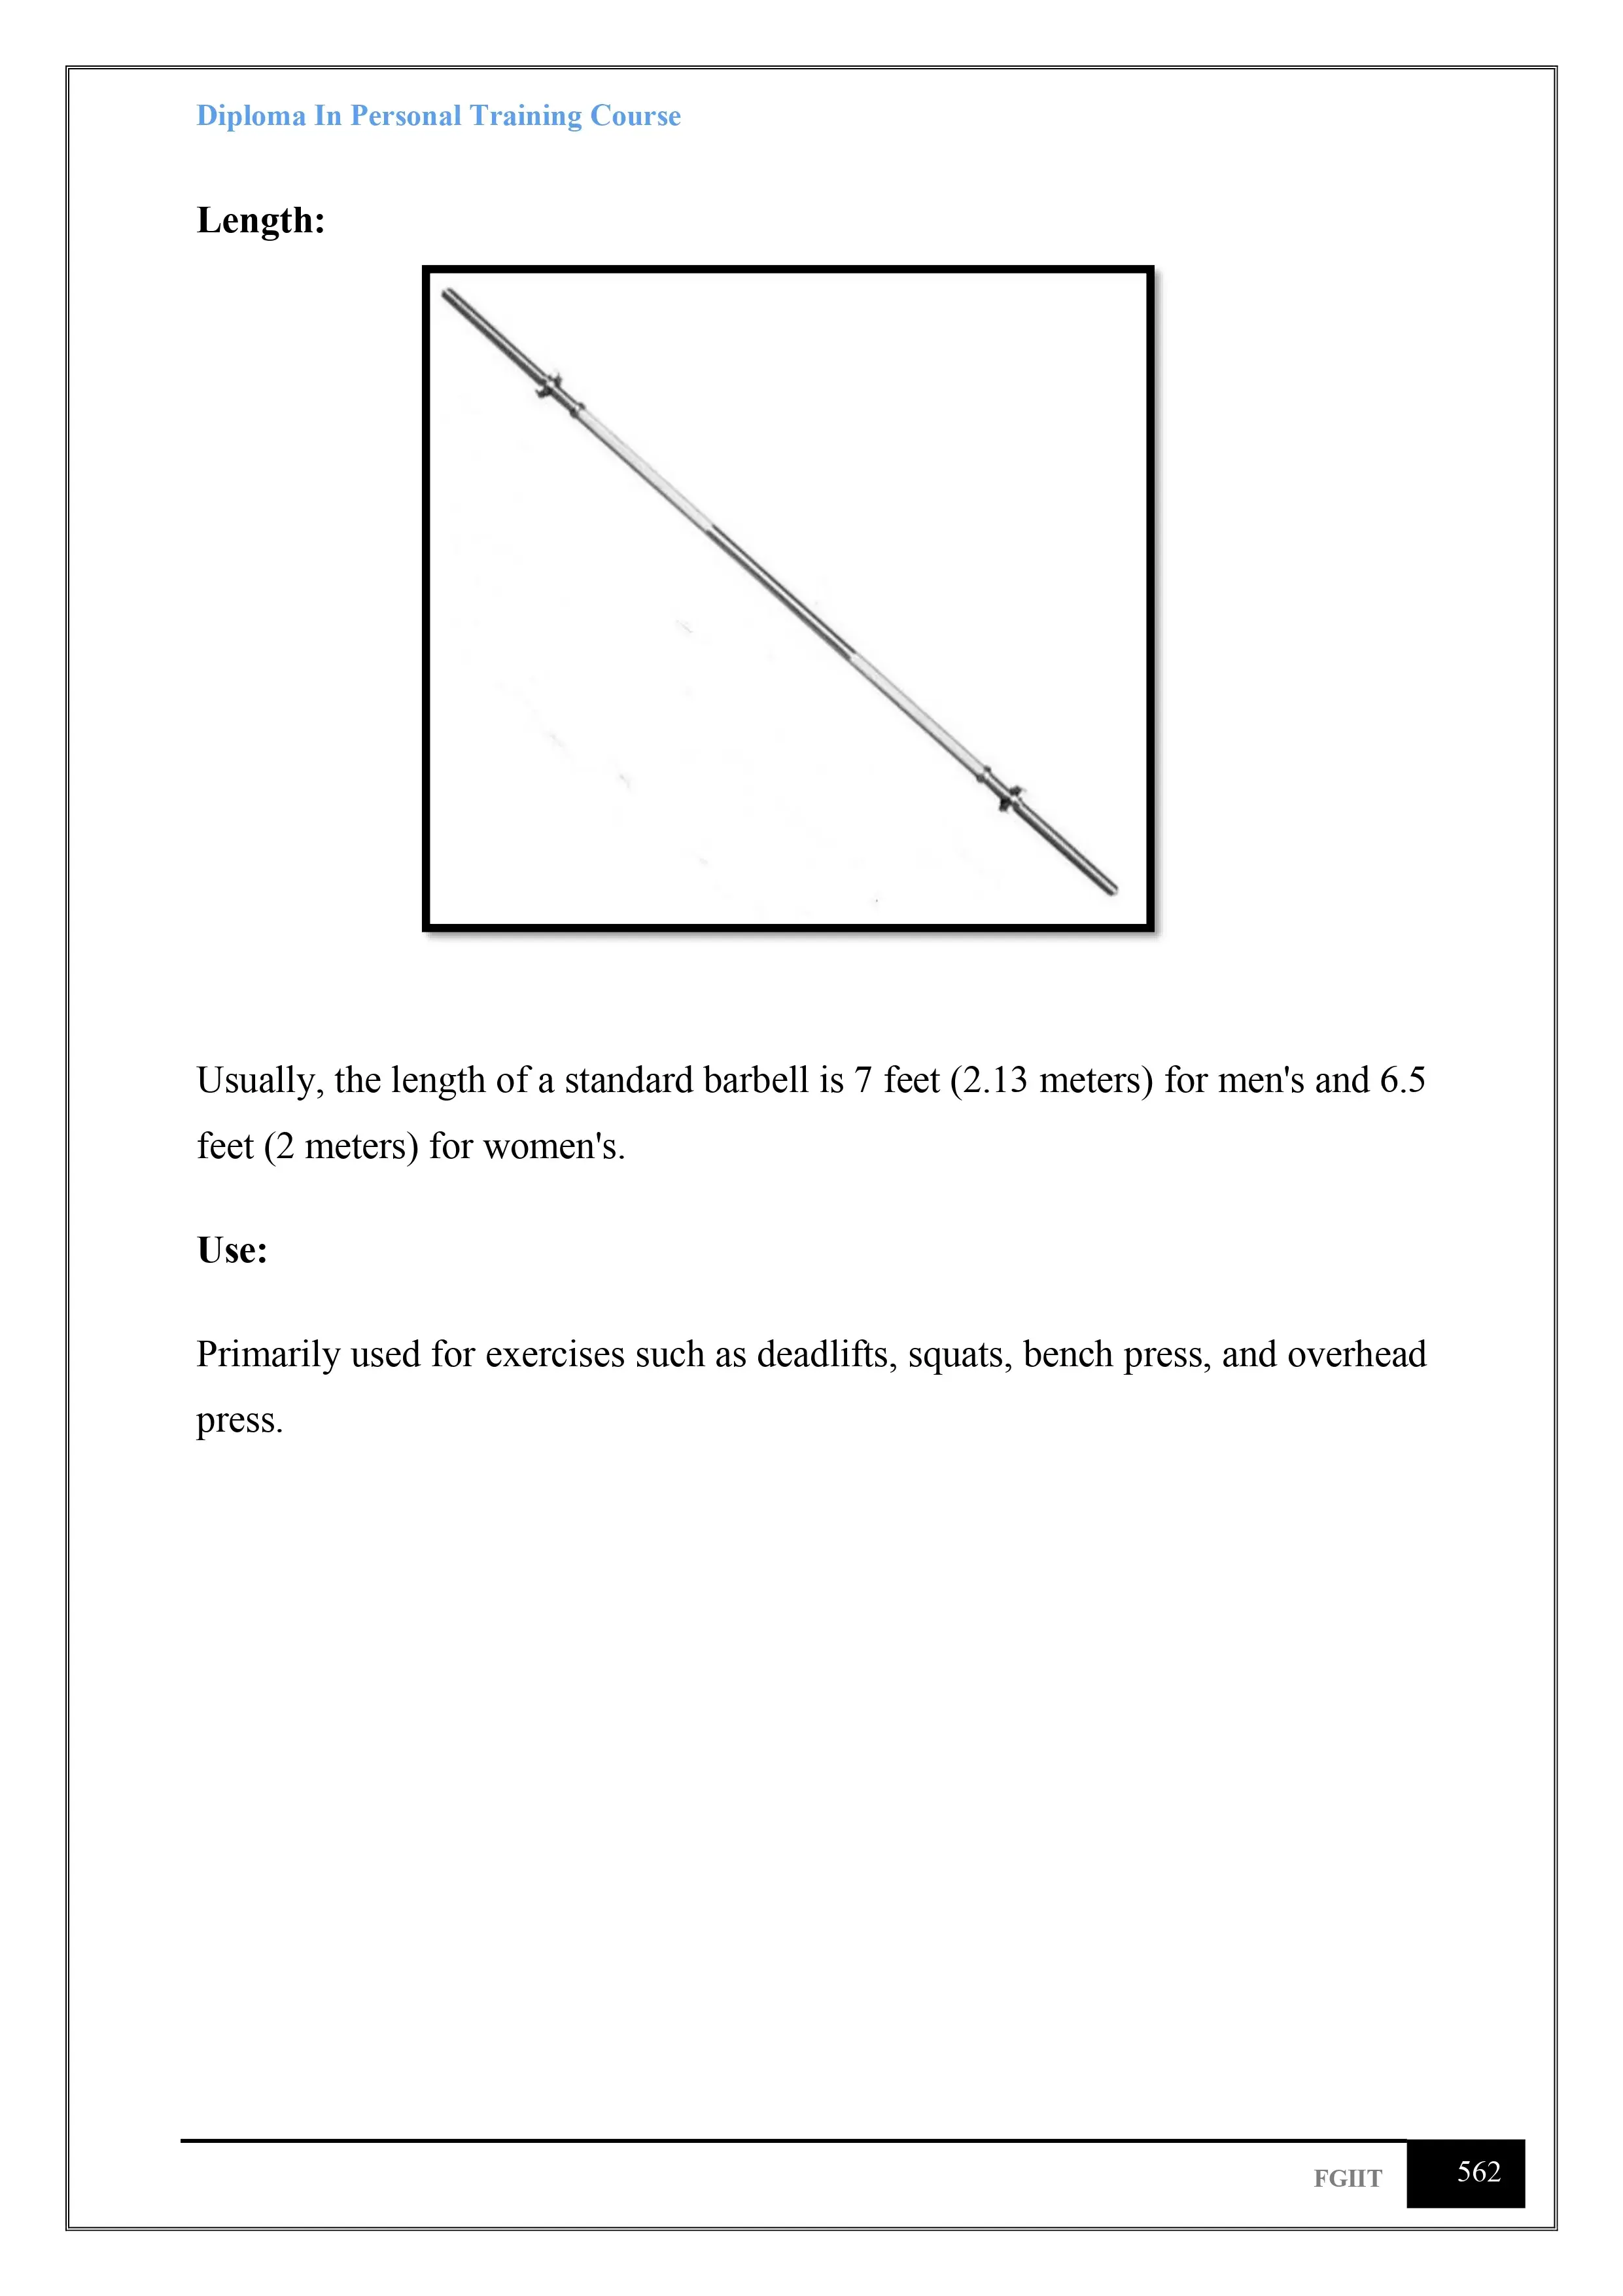 Diploma In Personal Training Course
Length:
Usually, the length of a standard barbell is 7 feet (2.13 meters) for men's and 6.5
feet (2 meters) for women's.
Use:
Primarily used for exercises such as deadlifts, squats, bench press, and overhead
press.
FGIIT
562